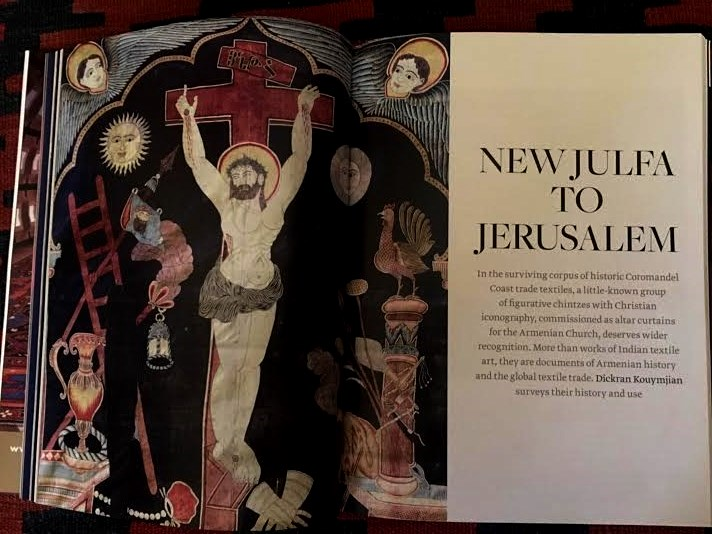 NEW JULFA
TO
JERUSALEM
In the surviving corpus of historic Coromandel
Coast trade textiles, a little-known group
of figurative chintzes with Christian
iconography, commissioned as altar curtains
for the Armenian Church, deserves wider
recognition. More than works of Indian textile
art, they are documents of Armenian history
and the global textile trade. Dickran Kouymjian
surveys their history and use